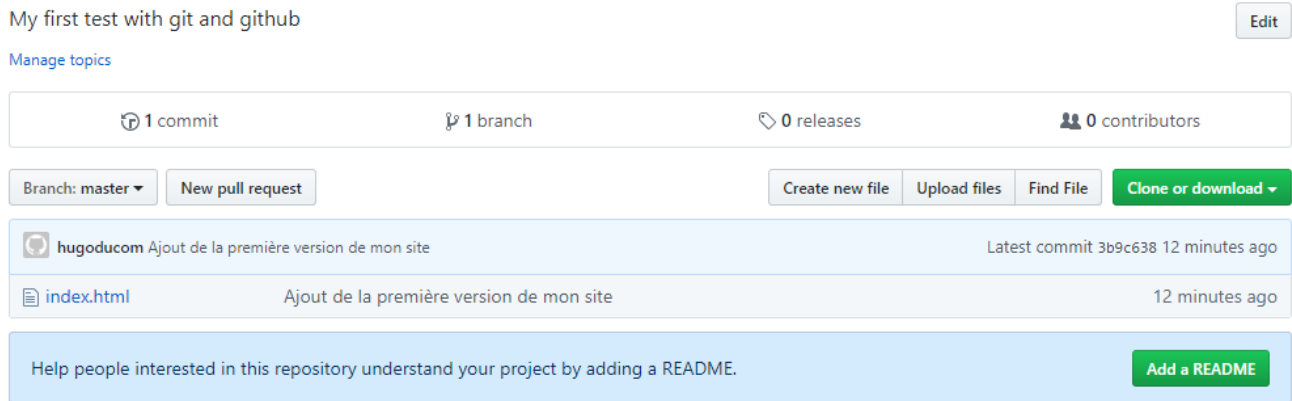 My first test with git and github
Edit
Manage topics
1 commit
1 branch
0 releases
0 contributors
Branch: master
New pull request
Create new file
Upload files
Find File
Clone or download
hugoducom Ajout de la première version de mon site
Latest commit 3b9c638 12 minutes ago
index.html
Ajout de la première version de mon site
12 minutes ago
Help people interested in this repository understand your project by adding a README.
Add a README